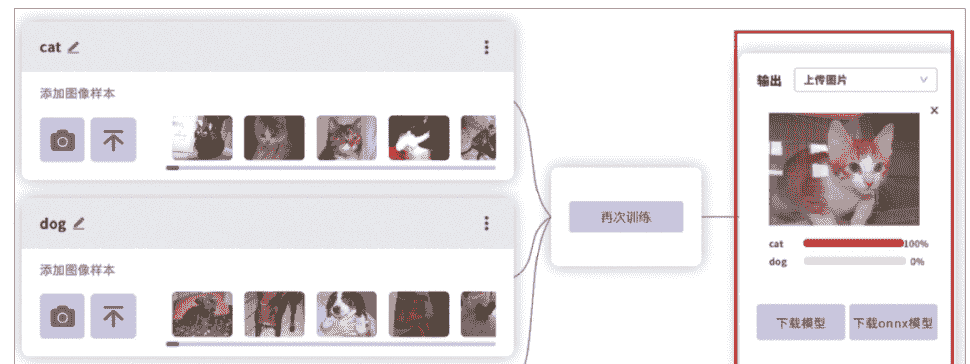 cat
添加图像样本
dog
添加图像样本
再次训练
输出
上传图片
cat 100%
dog 0%
下载模型
下载onnx模型